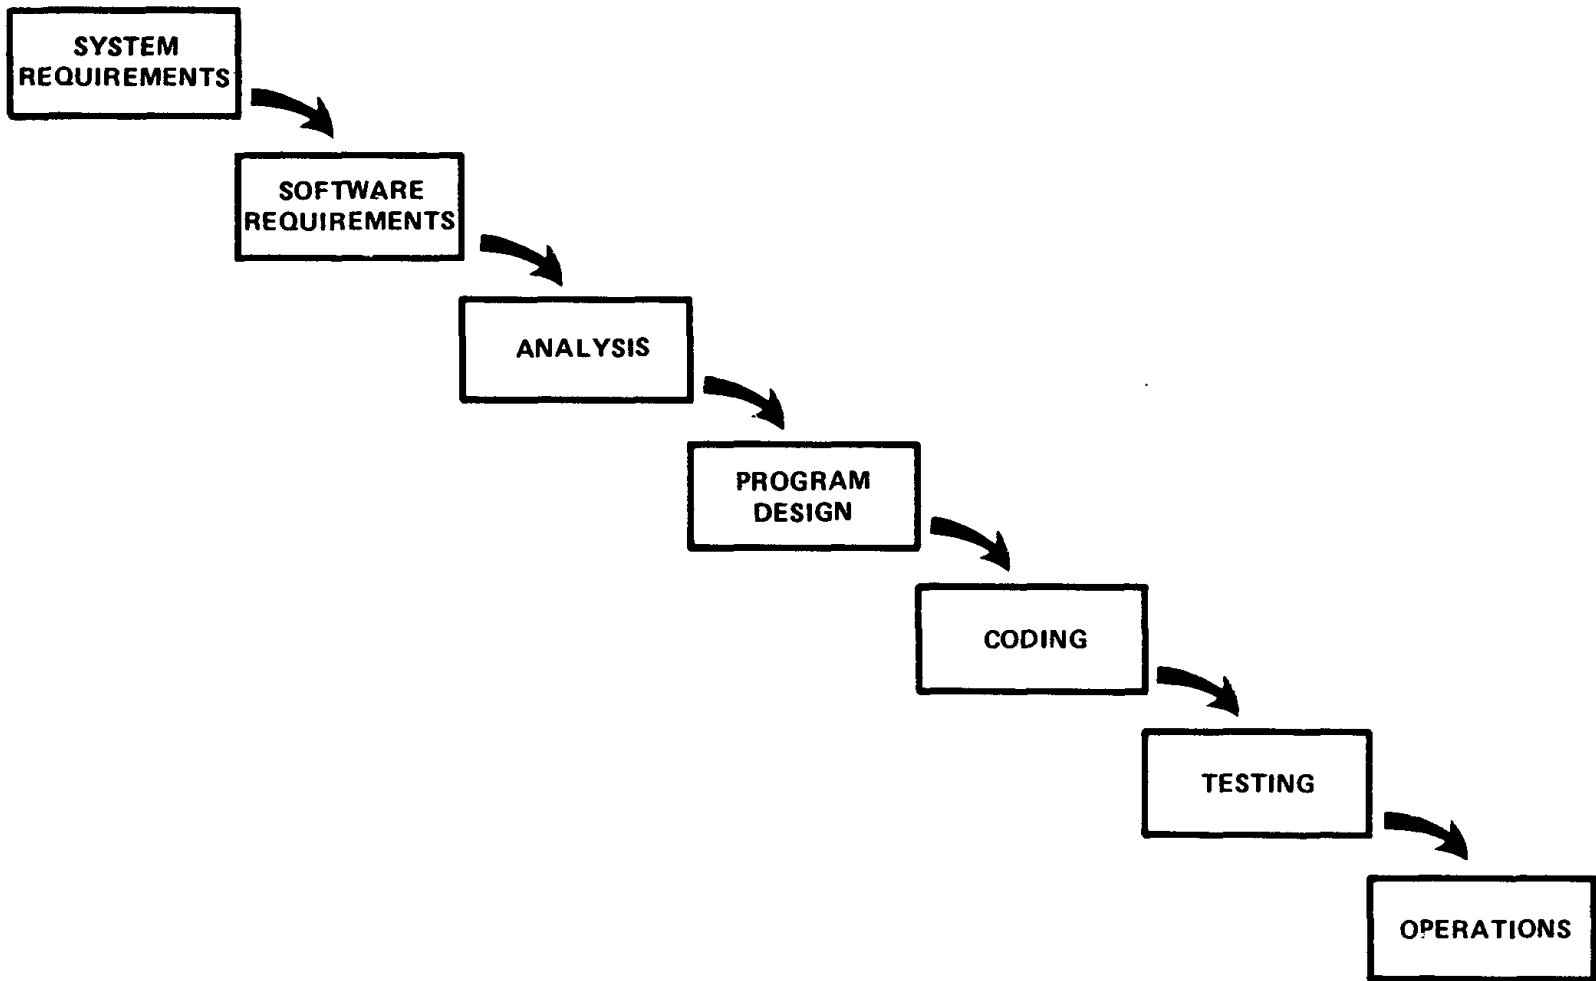 SYSTEM
REQUIREMENTS
SOFTWARE
REQUIREMENTS
ANALYSIS
PROGRAM
DESIGN
CODING
TESTING
OPERATIONS